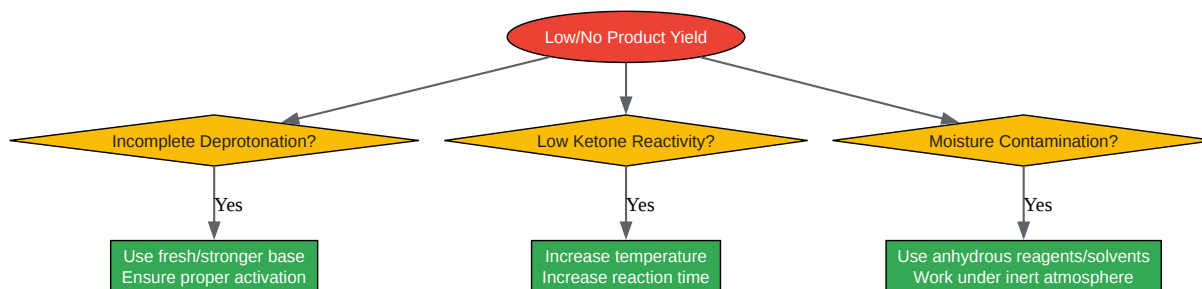 Low/No Product Yield
Incomplete Deprotonation?
Low Ketone Reactivity?
Moisture Contamination?
Yes
Yes
Yes
Use fresh/stronger base
Ensure proper activation
Increase temperature
Increase reaction time
Use anhydrous reagents/solvents
Work under inert atmosphere